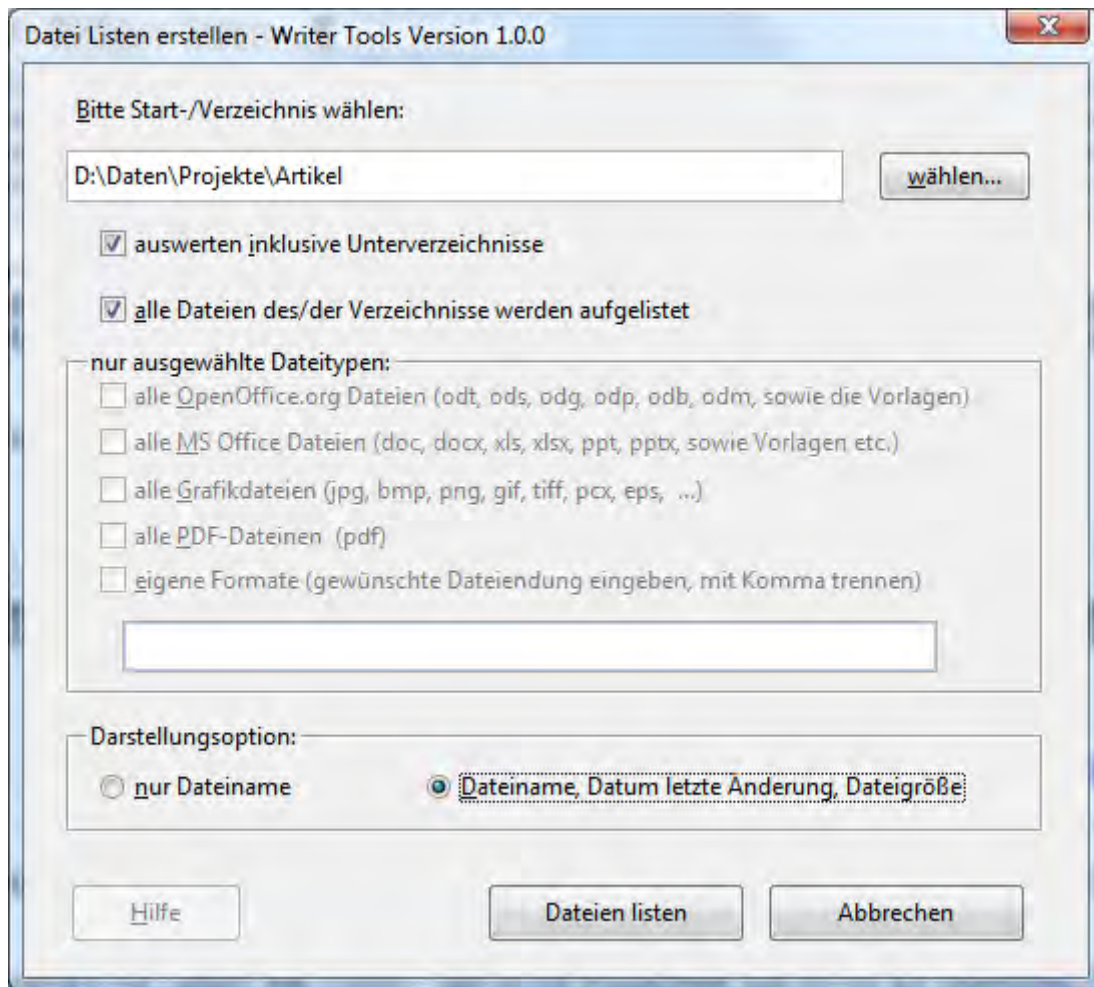 Datei Listen erstellen - Writer Tools Version 1.0.0
Bitte Start-/Verzeichnis wählen:
D:\Daten\Projekte\Artikel
wählen...
auswerten inklusive Unterverzeichnisse
alle Dateien des/der Verzeichnisse werden aufgelistet
nur ausgewählte Dateitypen:
alle OpenOffice.org Dateien (odt, ods, odg, odp, odb, odm, sowie die Vorlagen)
alle MS Office Dateien (doc, docx, xls, xlsx, ppt, pptx, sowie Vorlagen etc.)
alle Grafikdateien (jpg, bmp, png, gif, tiff, pcx, eps, ...)
alle PDF-Dateinen (pdf)
eigene Formate (gewünschte Dateiendung eingeben, mit Komma trennen)
Darstellungsoption:
nur Dateiname
Dateiname, Datum letzte Änderung, Dateigröße
Hilfe
Dateien listen
Abbrechen